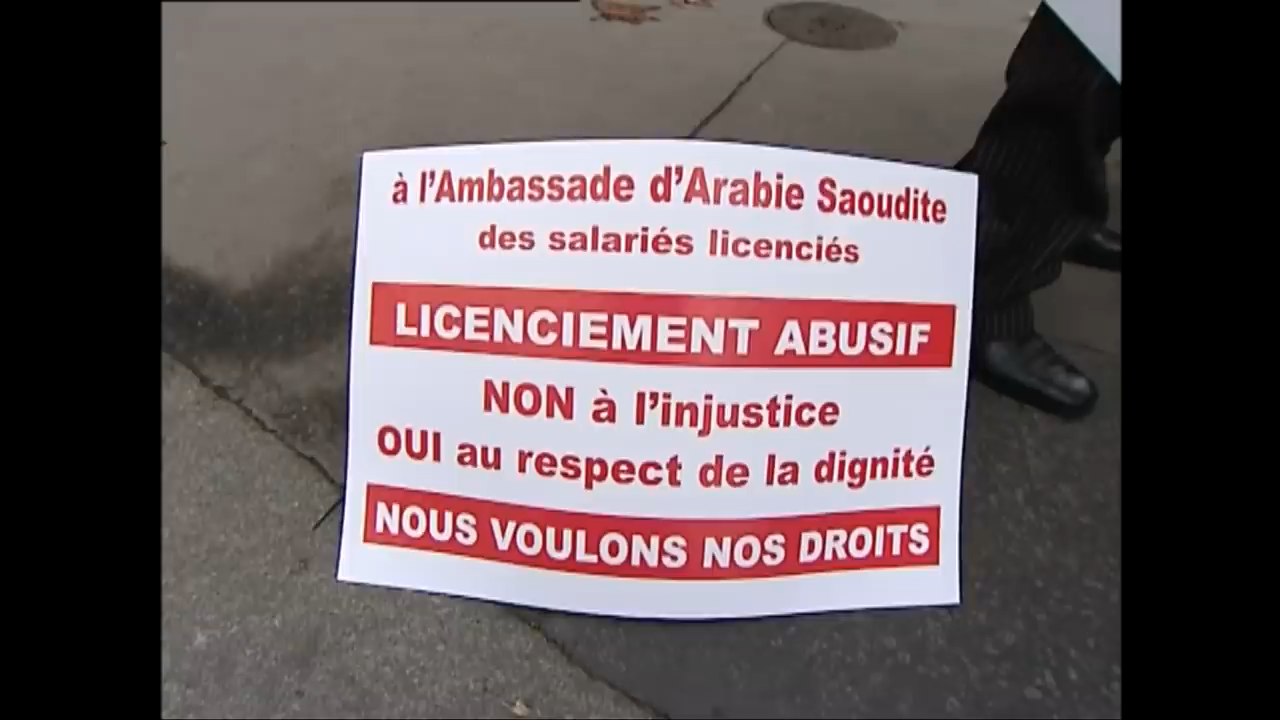 à l'Ambassade d'Arabie Saoudite
des salariés licenciés
LICENCIEMENT ABUSIF
NON à l'injustice
OUI au respect de la dignité
NOUS VOULONS NOS DROITS